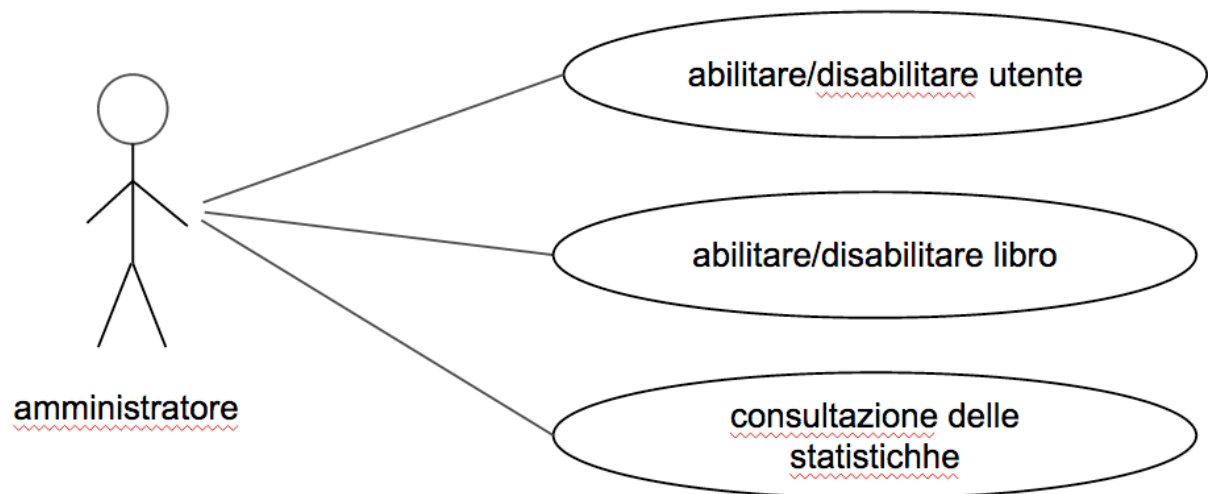 abilitare/disabilitare utente
abilitare/disabilitare libro
amministratore
consultazione delle
statistichhe